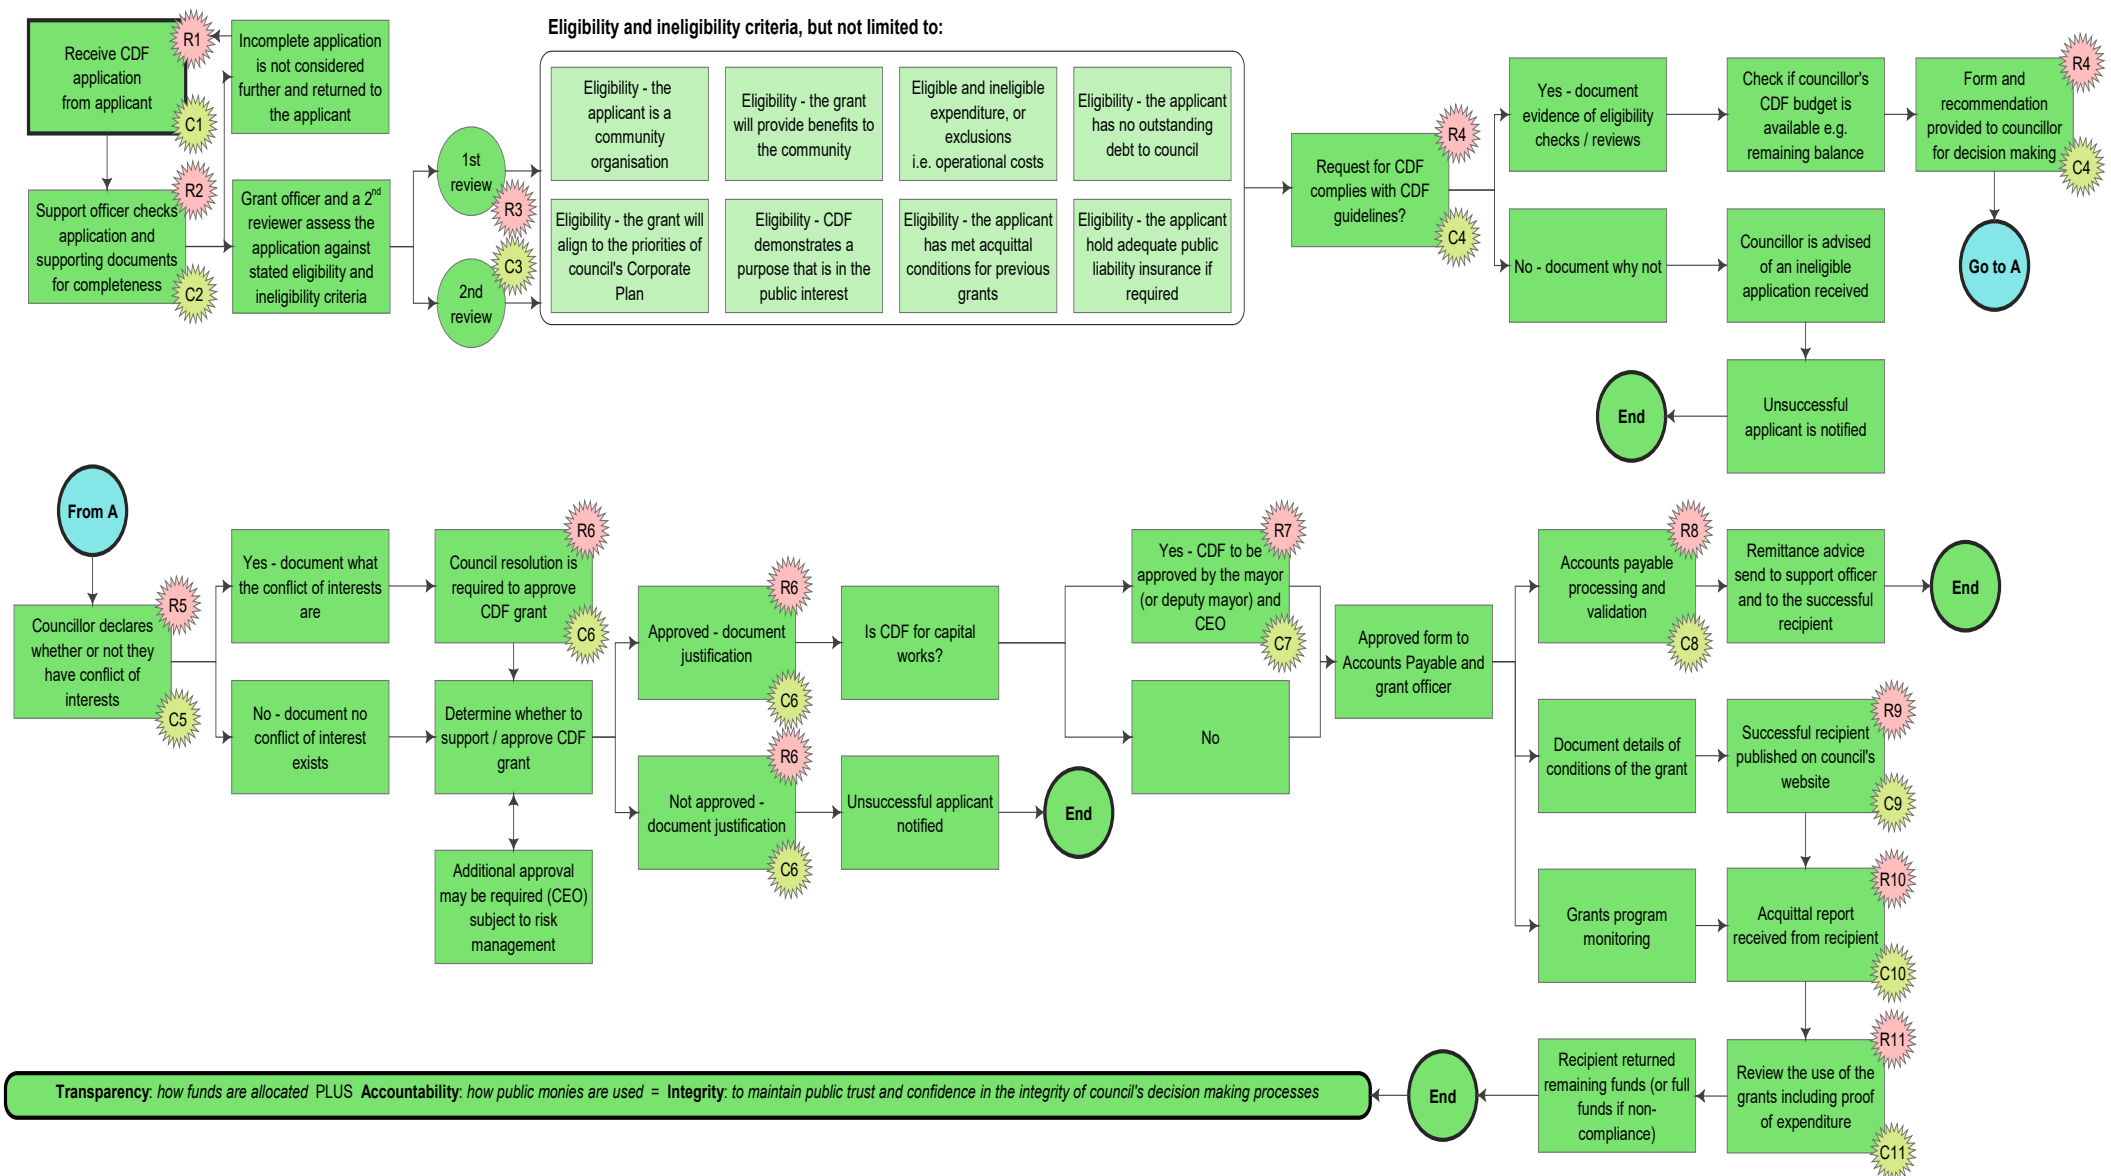 Eligibility and ineligibility criteria, but not limited to:
Receive CDF
application
from applicant
R1
C1
Incomplete application
is not considered
further and returned to
the applicant
Support officer checks
application and
supporting documents
for completeness
R2
C2
Grant officer and a 2nd
reviewer assess the
application against
stated eligibility and
ineligibility criteria
1st
review
R3
C3
2nd
review
Eligibility - the
applicant is a
community
organisation
Eligibility - the grant
will provide benefits to
the community
Eligible and ineligible
expenditure, or
exclusions
i.e. operational costs
Eligibility - the applicant
has no outstanding
debt to council
Eligibility - the grant will
align to the priorities of
council's Corporate
Plan
Eligibility - CDF
demonstrates a
purpose that is in the
public interest
Eligibility - the applicant
has met acquittal
conditions for previous
grants
Eligibility - the applicant
hold adequate public
liability insurance if
required
Request for CDF
complies with CDF
guidelines?
R4
C4
Yes - document
evidence of eligibility
checks / reviews
Check if councillor's
CDF budget is
available e.g.
remaining balance
Form and
recommendation
provided to councillor
for decision making
R4
C4
Go to A
No - document why not
Councillor is advised
of an ineligible
application received
Unsuccessful
applicant is notified
End
From A
Councillor declares
whether or not they
have conflict of
interests
R5
C5
Yes - document what
the conflict of interests
are
No - document no
conflict of interest
exists
Council resolution is
required to approve
CDF grant
R6
C6
Determine whether to
support / approve CDF
grant
Additional approval
may be required (CEO)
subject to risk
management
Approved - document
justification
R6
C6
Not approved -
document justification
R6
C6
Is CDF for capital
works?
Unsuccessful applicant
notified
End
Yes - CDF to be
approved by the mayor
(or deputy mayor) and
CEO
R7
C7
No
Approved form to
Accounts Payable and
grant officer
Accounts payable
processing and
validation
R8
C8
Remittance advice
send to support officer
and to the successful
recipient
End
Document details of
conditions of the grant
Successful recipient
published on council's
website
R9
C9
Grants program
monitoring
Acquittal report
received from recipient
R10
C10
Review the use of the
grants including proof
of expenditure
R11
C11
Recipient returned
remaining funds (or full
funds if non-
compliance)
End
Transparency: how funds are allocated PLUS Accountability: how public monies are used = Integrity: to maintain public trust and confidence in the integrity of council's decision making processes